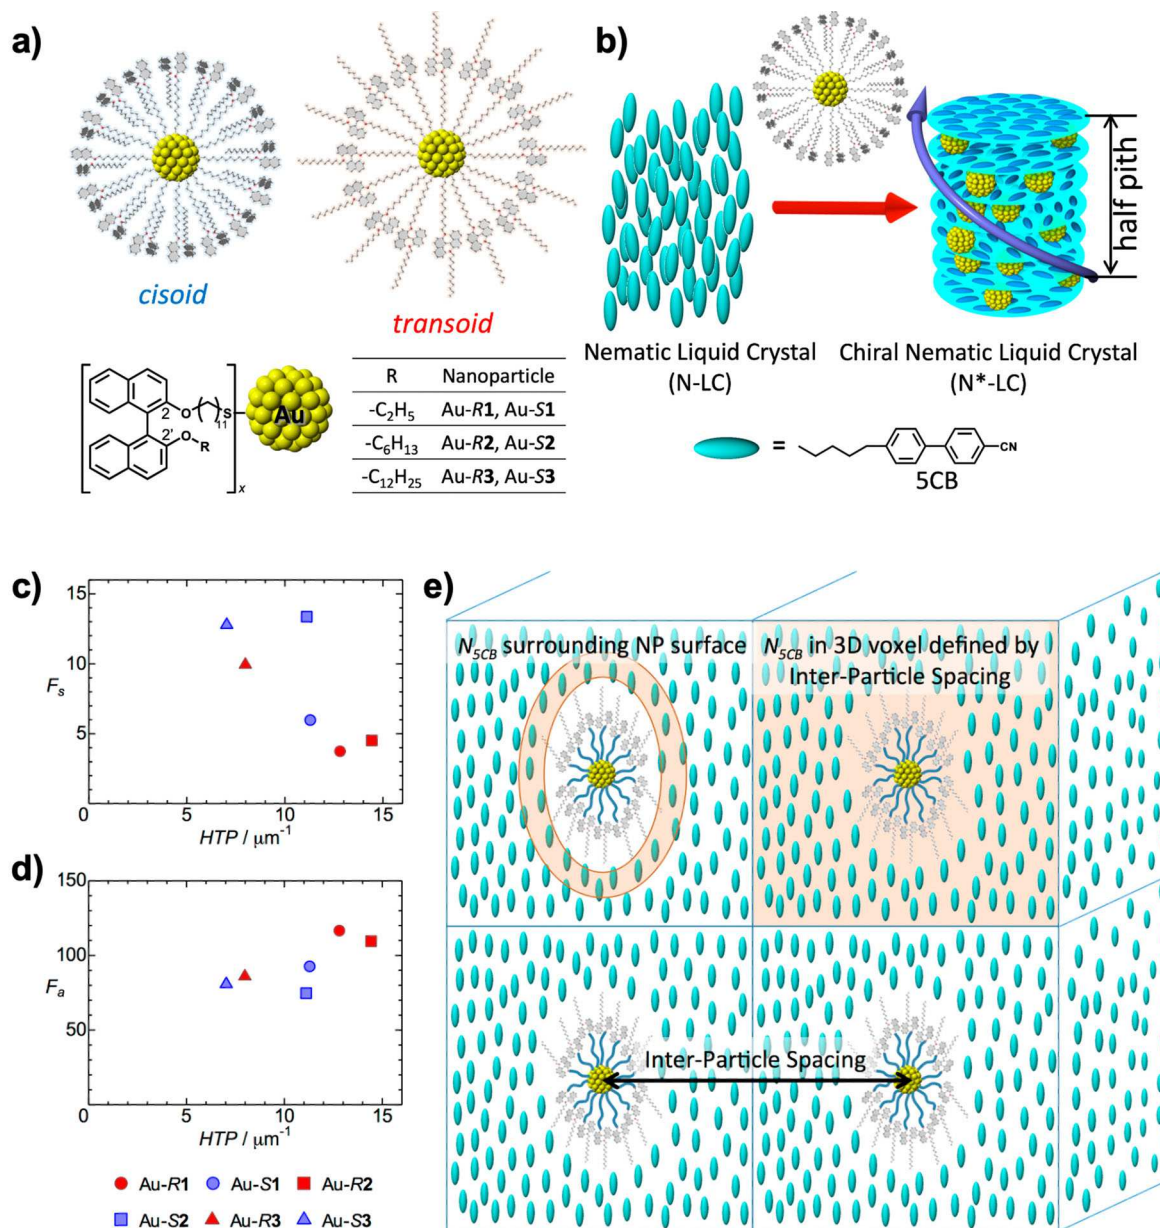 a)
cisoid
transoid
2
2'
O
O
R
S
11
x
Au
R Nanoparticle
-C2H5 Au-R1, Au-S1
-C6H13 Au-R2, Au-S2
-C12H25 Au-R3, Au-S3
b)
half pith
Nematic Liquid Crystal
(N-LC)
Chiral Nematic Liquid Crystal
(N*-LC)
=
CN
5CB
c)
15
10
5
0
Fs
0 5 10 15
HTP / μm-1
d)
150
100
50
0
Fa
0 5 10 15
HTP / μm-1
Au-R1 Au-S1 Au-R2
Au-S2 Au-R3 Au-S3
e)
N5CB surrounding NP surface
N5CB in 3D voxel defined by
Inter-Particle Spacing
Inter-Particle Spacing